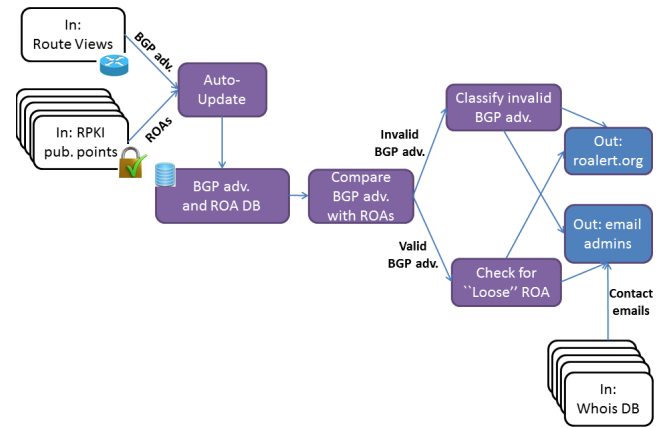 In:
Route Views
BGP adv.
Auto-
Update
In: RPKI
pub. points
ROAs
BGP adv.
and ROA DB
Compare
BGP adv.
with ROAs
Invalid
BGP adv.
Valid
BGP adv.
Classify invalid
BGP adv.
Check for
``Loose’’ ROA
Out:
roalert.org
Out: email
admins
Contact
emails
In:
Whois DB